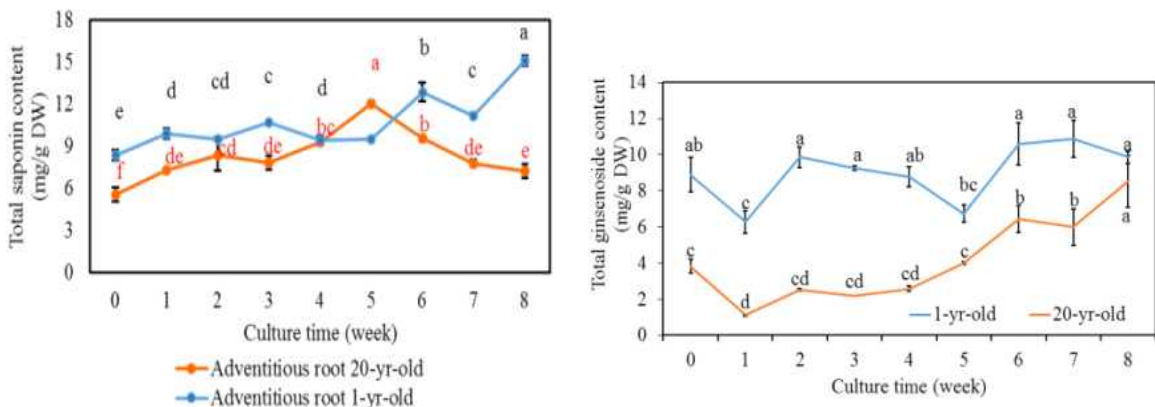 Total saponin content
(mg/g DW)
18
15
12
9
6
3
0
e
d
cd
c
d
a
b
c
a
f
de
cd
de
bc
b
de
e
0 1 2 3 4 5 6 7 8
Culture time (week)
Adventitious root 20-yr-old
Adventitious root 1-yr-old
Total ginsenoside content
(mg/g DW)
14
12
10
8
6
4
2
0
ab
c
a
a
ab
bc
a
a
a
c
d
cd
cd
cd
c
b
b
a
1-yr-old 20-yr-old
0 1 2 3 4 5 6 7 8
Culture time (week)